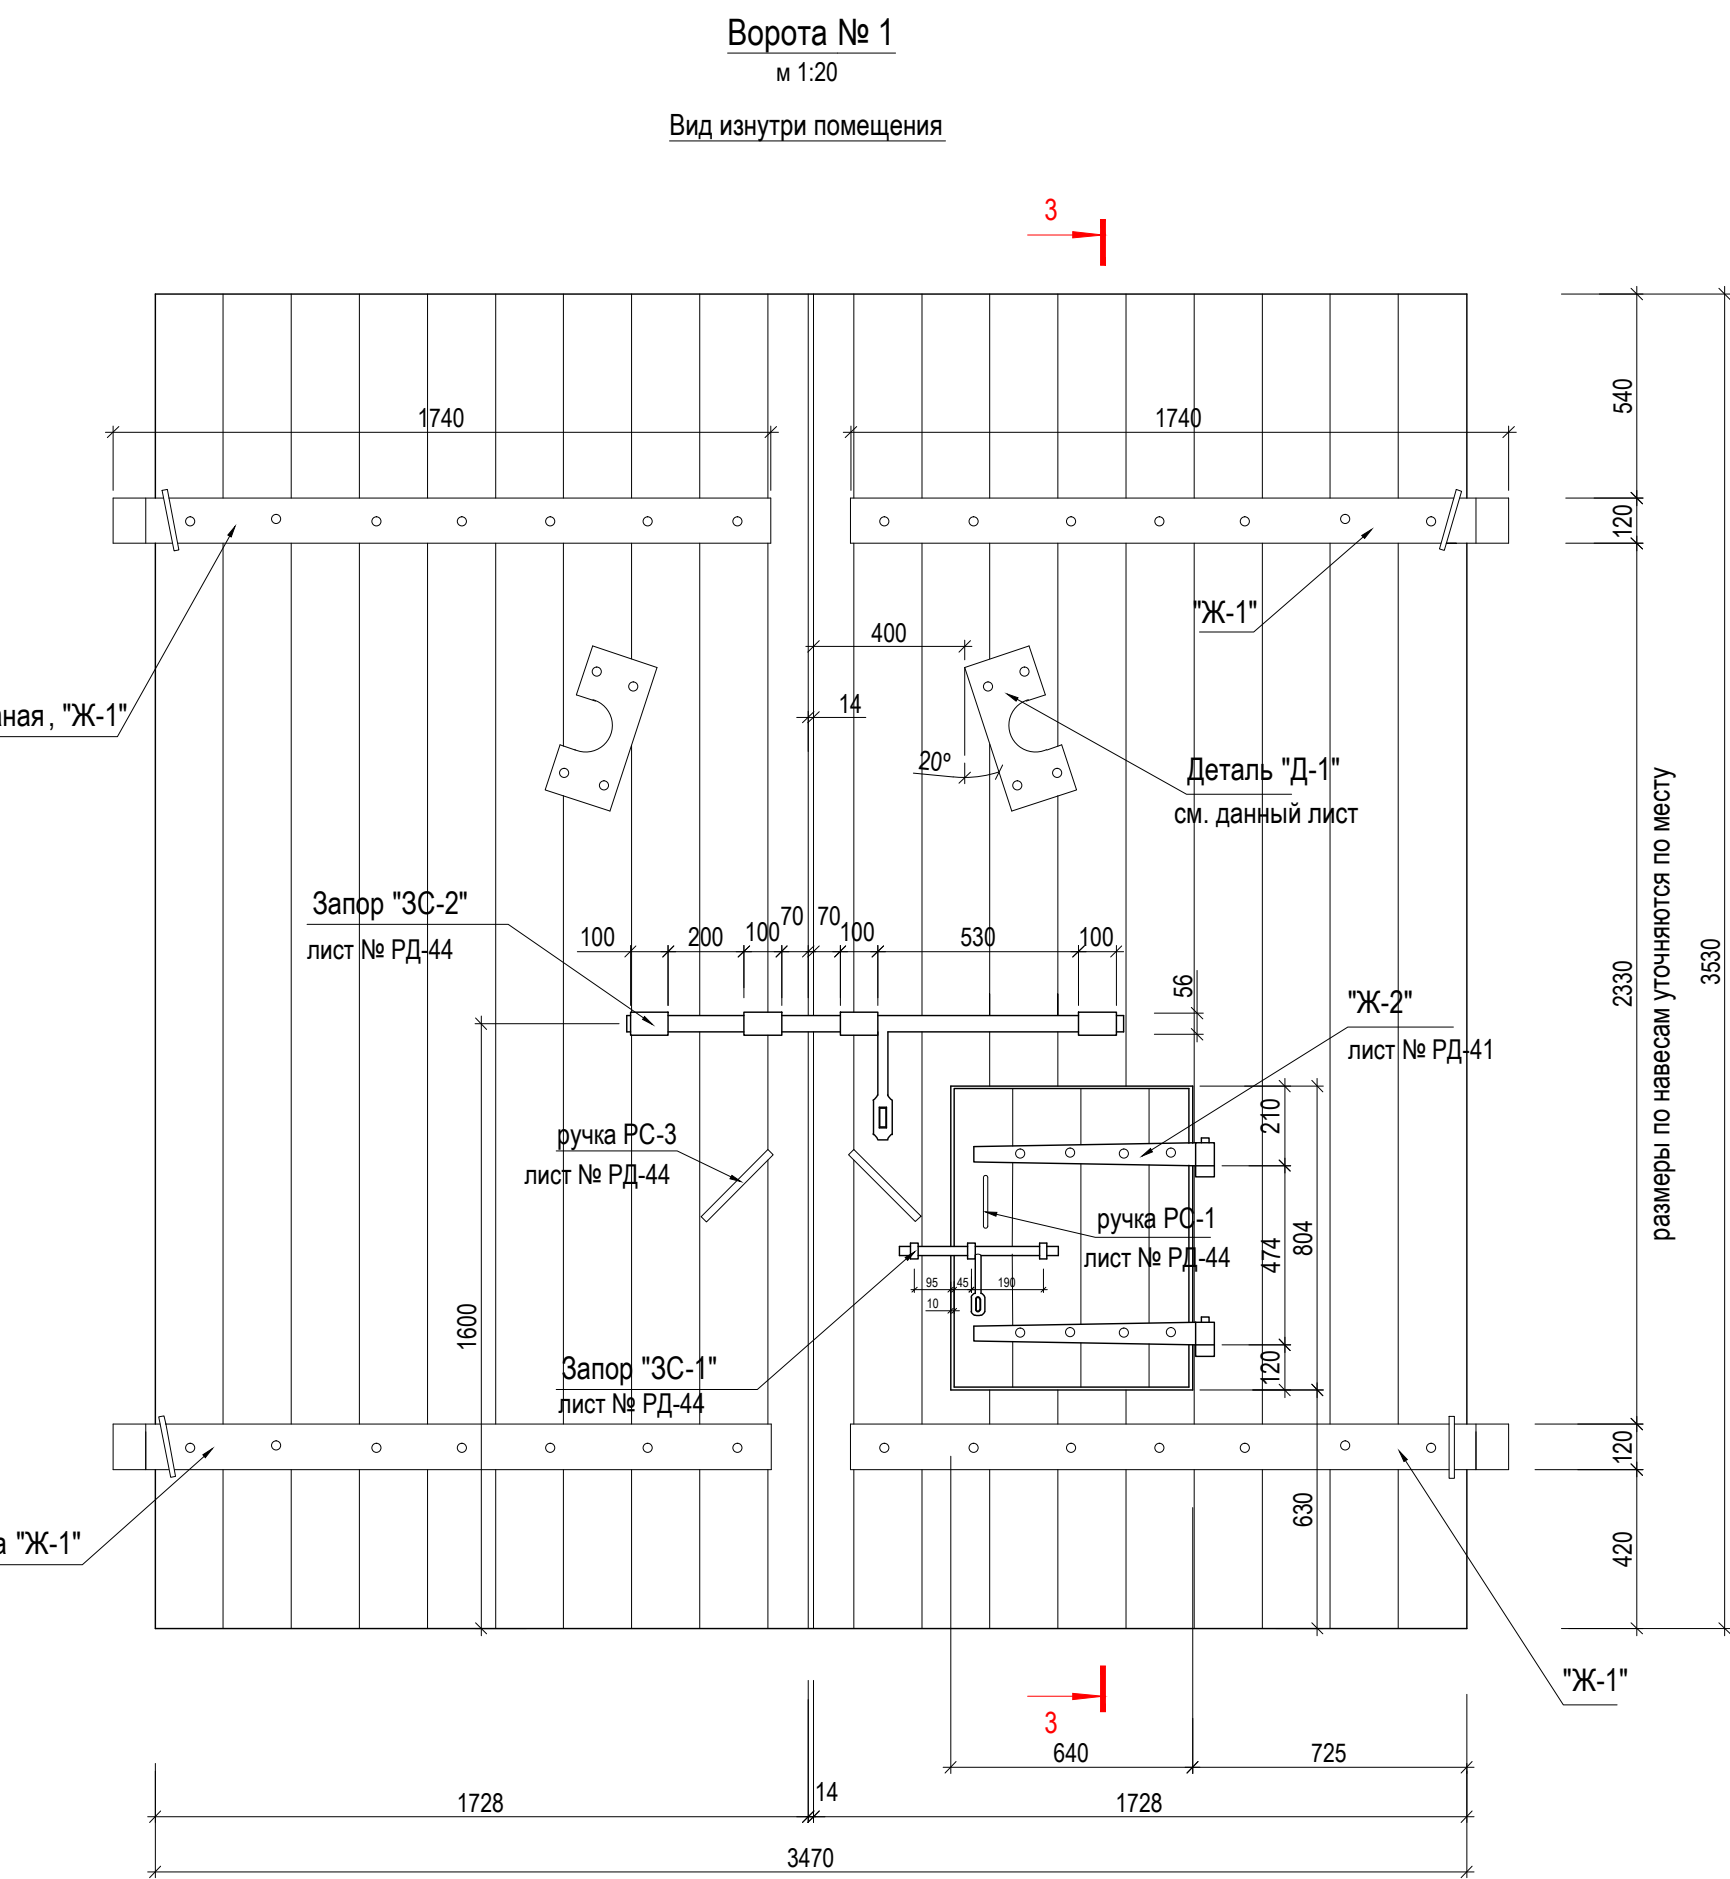 Ворота № 1
м 1:20
Вид изнутри помещения
3
1740
1740
540
120
"Ж-1"
400
14
20º
"Ж-1"
Деталь "Д-1"
см. данный лист
Запор "ЗС-2"
лист № РД-44
100
200
100
70
70
100
530
100
56
"Ж-2"
лист № РД-41
2330
размеры по навесам уточняются по месту
3530
ручка РС-3
лист № РД-44
210
ручка РС-1
лист № РД-44
474
804
95
45
190
10
1600
Запор "ЗС-1"
лист № РД-44
120
120
630
420
"Ж-1"
"Ж-1"
3
640
725
1728
14
1728
3470